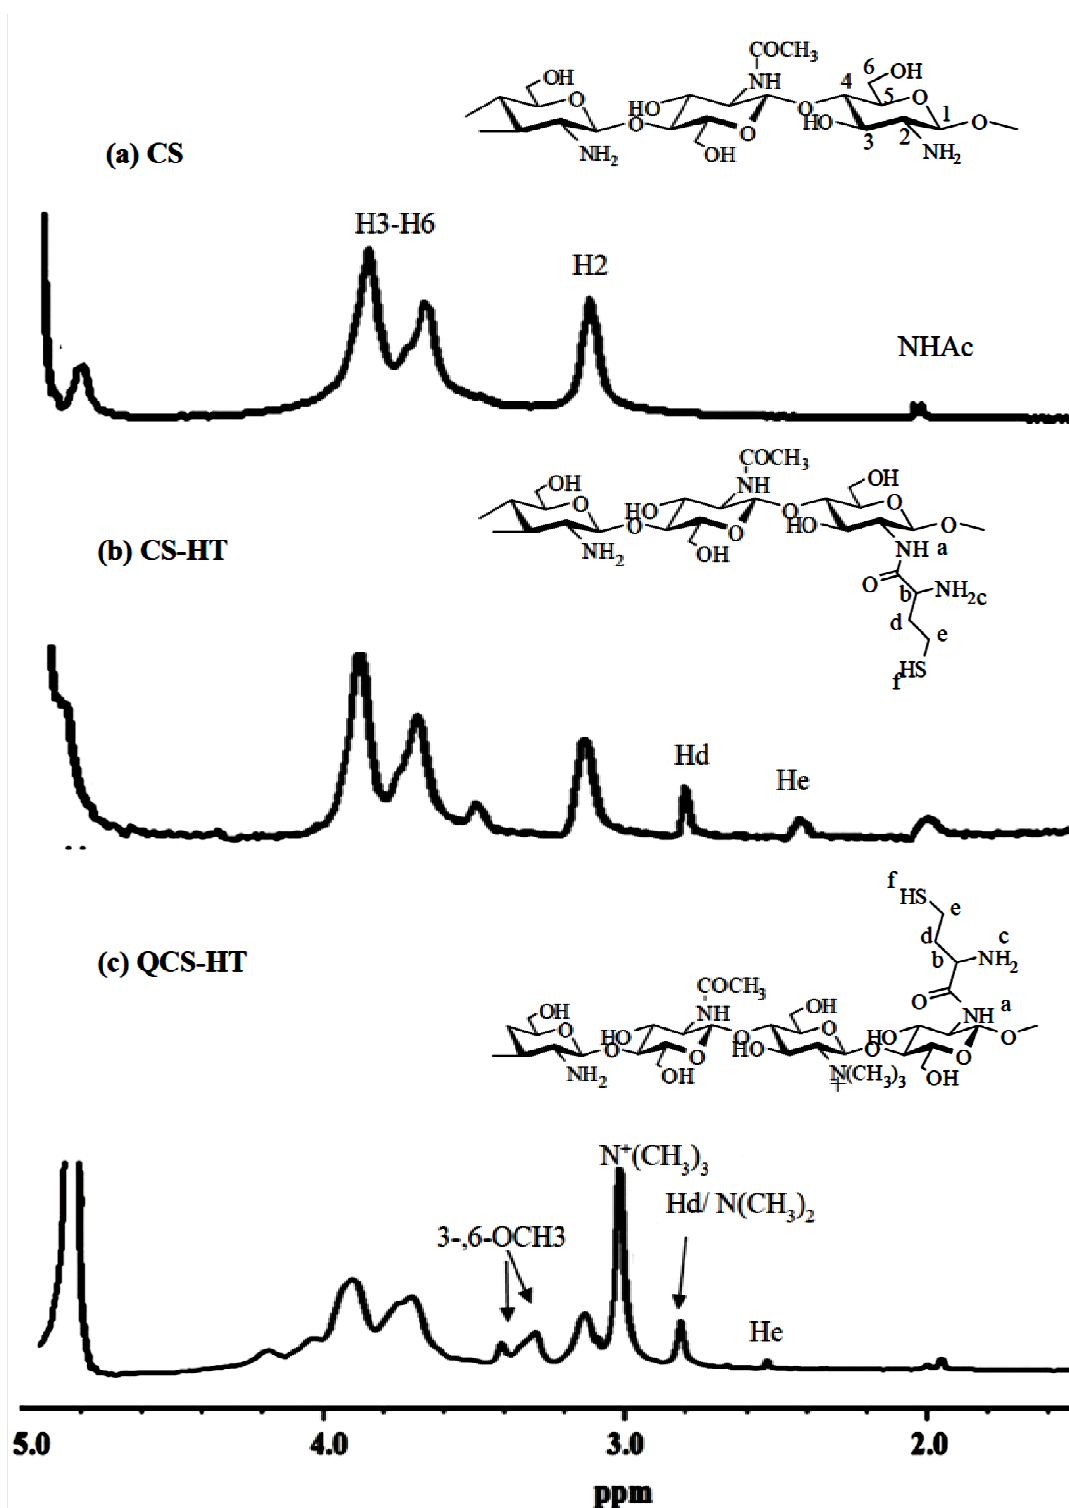 COCH3
6
OH
OH
NH
4
5
O
O
HO
O
1
O
O
O
HO
3
2
NH2
NH2
OH
(a) CS
H3-H6
H2
NHAc
COCH3
OH
NH
OH
O
HO
O
O
O
O
HO
O
NH2
OH
NH a
(b) CS-HT
O
b
NH2c
d
e
HS
f
Hd
He
f
HS
e
d
c
b
NH2
(c) QCS-HT
O
COCH3
OH
NH
OH
NH a
O
HO
O
O
HO
O
O
O
HO
O
O
NH2
OH
N(CH3)3
+
OH
N+(CH3)3
Hd/ N(CH3)2
3-,6-OCH3
He
5.0 4.0 3.0 2.0
ppm